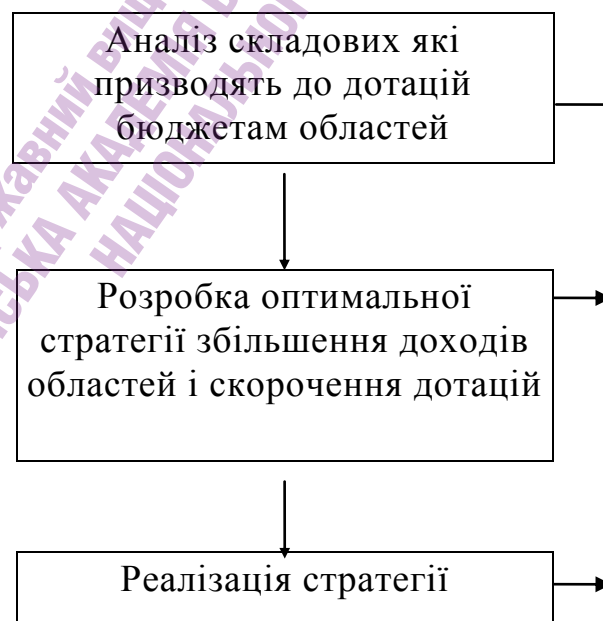 Аналіз складових які
призводять до дотацій
бюджетам областей
Розробка оптимальної
стратегії збільшення доходів
областей і скорочення дотацій
Реалізація стратегії